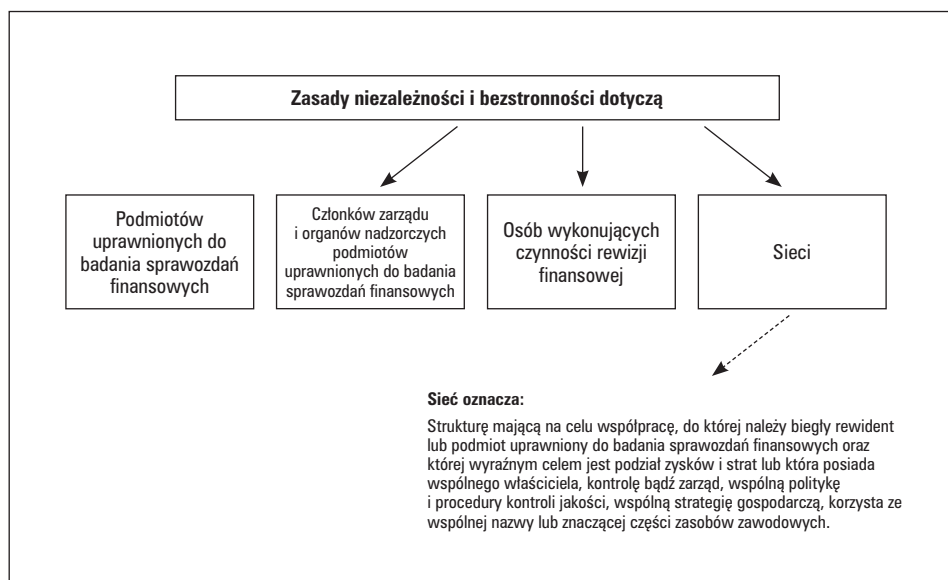 Zasady niezależności i bezstronności dotyczą
Podmiotów
uprawnionych do
badania sprawozdań
finansowych
Członków zarządu
i organów nadzorczych
podmiotów
uprawnionych do badania
sprawozdań finansowych
Osób wykonujących
czynności rewizji
finansowej
Sieci
Sieć oznacza:
Strukturę mającą na celu współpracę, do której należy biegły rewident
lub podmiot uprawniony do badania sprawozdań finansowych oraz
której wyraźnym celem jest podział zysków i strat lub która posiada
wspólnego właściciela, kontrolę bądź zarząd, wspólną politykę
i procedury kontroli jakości, wspólną strategię gospodarczą, korzysta ze
wspólnej nazwy lub znaczącej części zasobów zawodowych.